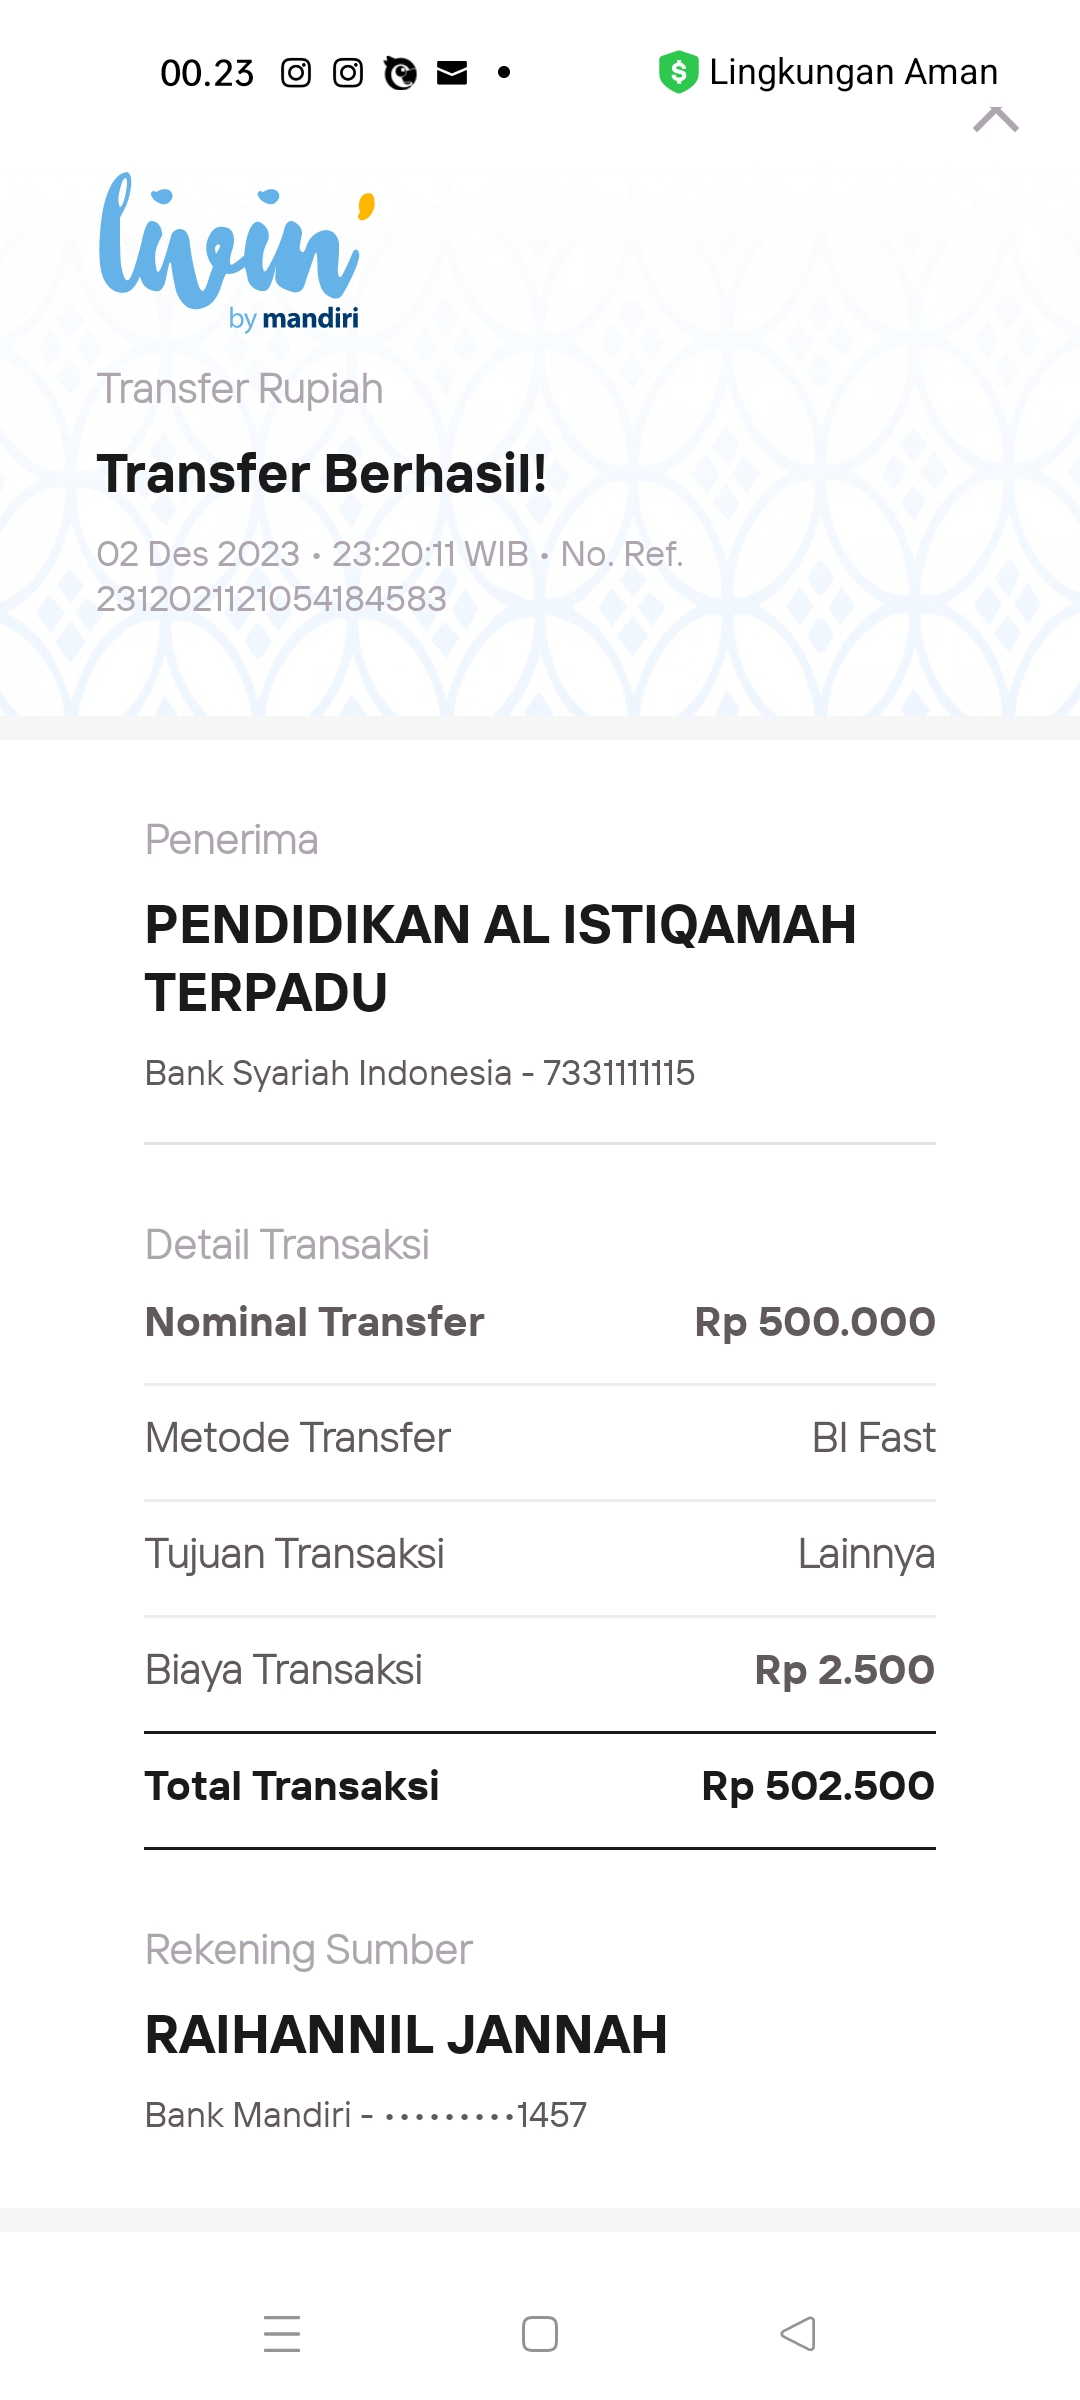 00.23 Lingkungan Aman
livin'
by mandiri
Transfer Rupiah
Transfer Berhasil!
02 Des 2023 • 23:20:11 WIB • No. Ref.
2312021121054184583
Penerima
PENDIDIKAN AL ISTIQAMAH
TERPADU
Bank Syariah Indonesia - 7331111115
Detail Transaksi
Nominal Transfer Rp 500.000
Metode Transfer BI Fast
Tujuan Transaksi Lainnya
Biaya Transaksi Rp 2.500
Total Transaksi Rp 502.500
Rekening Sumber
RAIHANNIL JANNAH
Bank Mandiri - •••••••••1457